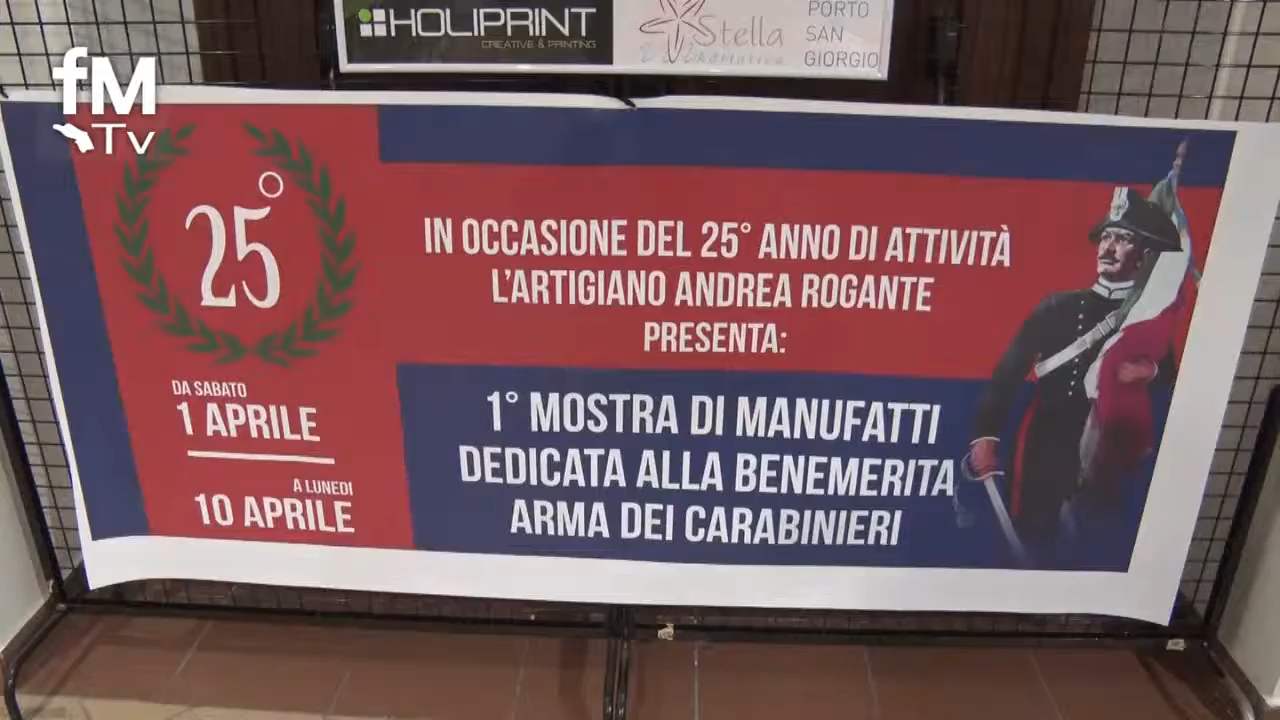 HOLIPRINT
CREATIVE & PRINTING
Stella
Adriatica
PORTO
SAN
GIORGIO
fM
Tv
25°
DA SABATO
1 APRILE
A LUNEDI
10 APRILE
IN OCCASIONE DEL 25° ANNO DI ATTIVITÀ
L'ARTIGIANO ANDREA ROGANTE
PRESENTA:
1° MOSTRA DI MANUFATTI
DEDICATA ALLA BENEMERITA
ARMA DEI CARABINIERI